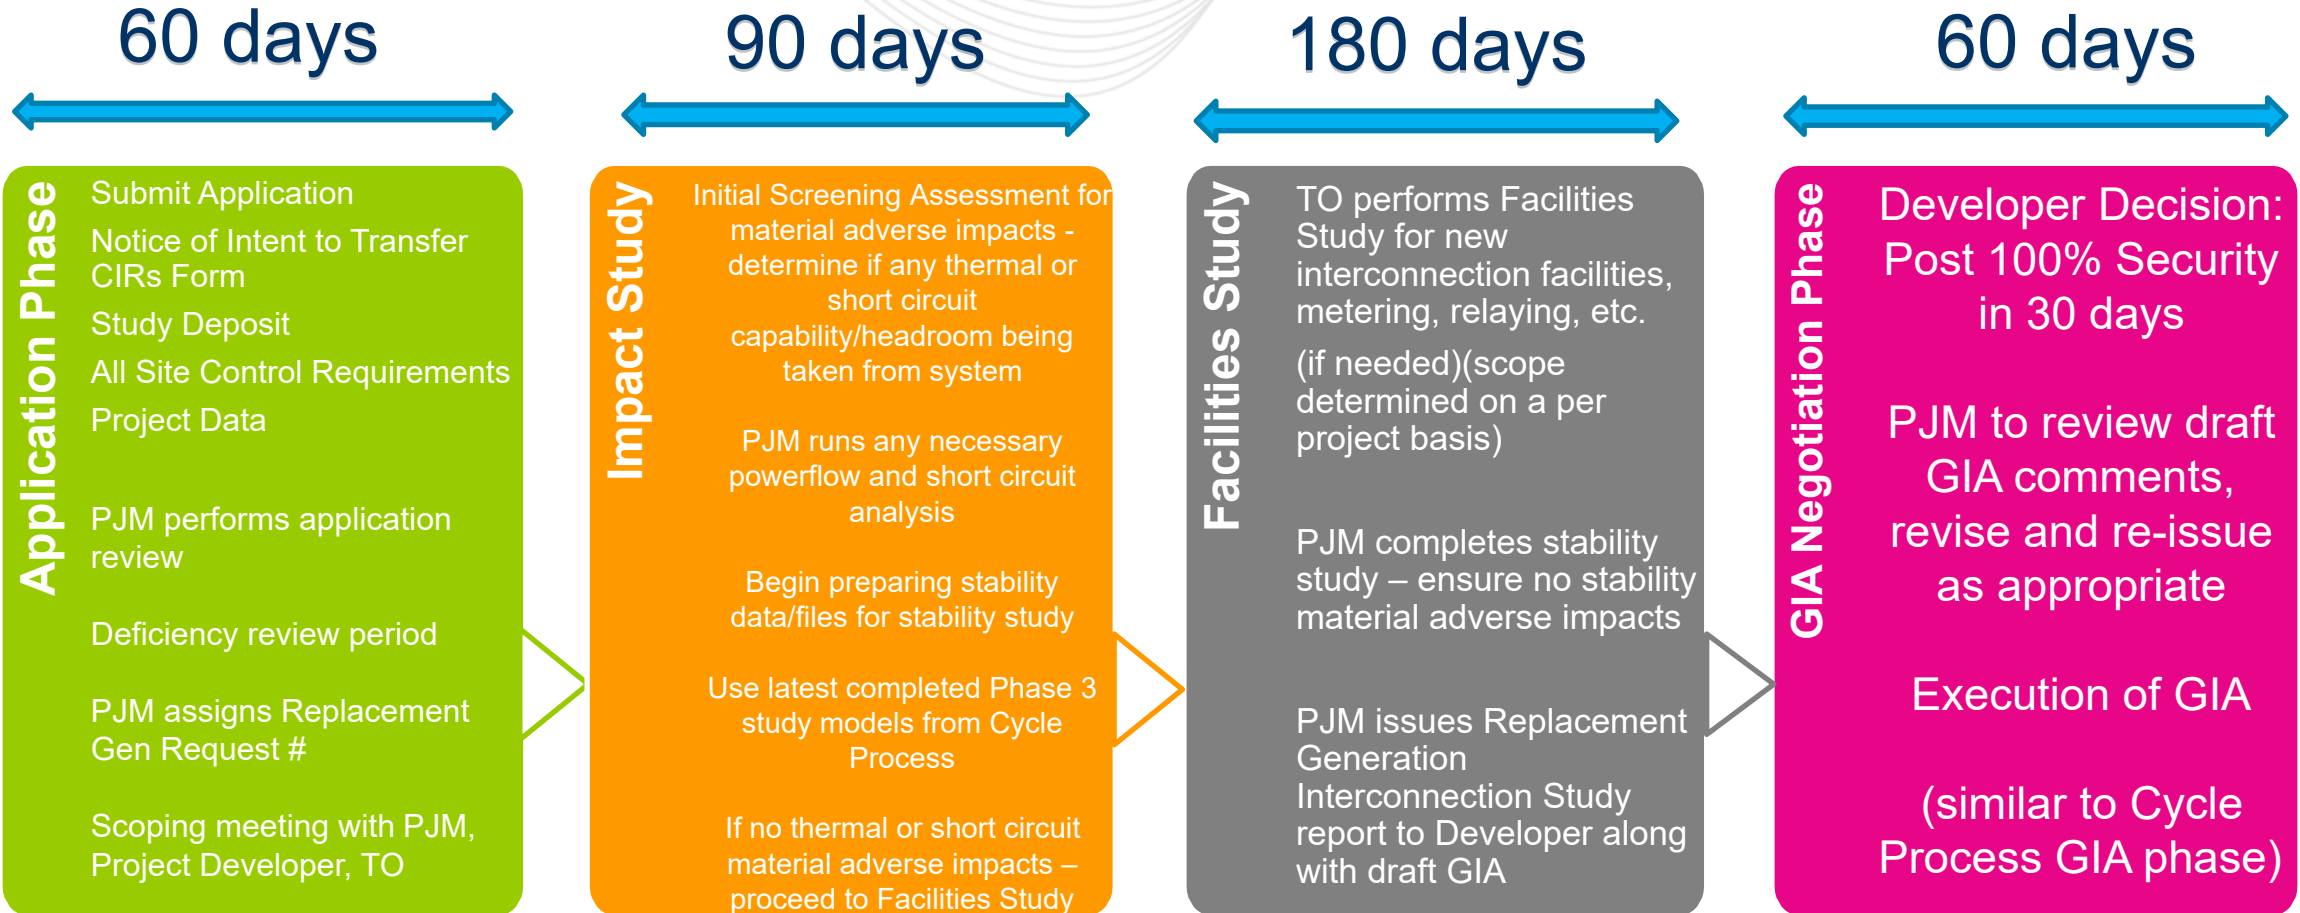 60 days
90 days
180 days
60 days
Application Phase
Submit Application
Notice of Intent to Transfer
CIRs Form
Study Deposit
All Site Control Requirements
Project Data
PJM performs application
review
Deficiency review period
PJM assigns Replacement
Gen Request #
Scoping meeting with PJM,
Project Developer, TO
Impact Study
Initial Screening Assessment for
material adverse impacts -
determine if any thermal or
short circuit
capability/headroom being
taken from system
PJM runs any necessary
powerflow and short circuit
analysis
Begin preparing stability
data/files for stability study
Use latest completed Phase 3
study models from Cycle
Process
If no thermal or short circuit
material adverse impacts –
proceed to Facilities Study
Facilities Study
TO performs Facilities
Study for new
interconnection facilities,
metering, relaying, etc.
(if needed)(scope
determined on a per
project basis)
PJM completes stability
study – ensure no stability
material adverse impacts
PJM issues Replacement
Generation
Interconnection Study
report to Developer along
with draft GIA
GIA Negotiation Phase
Developer Decision:
Post 100% Security
in 30 days
PJM to review draft
GIA comments,
revise and re-issue
as appropriate
Execution of GIA
(similar to Cycle
Process GIA phase)